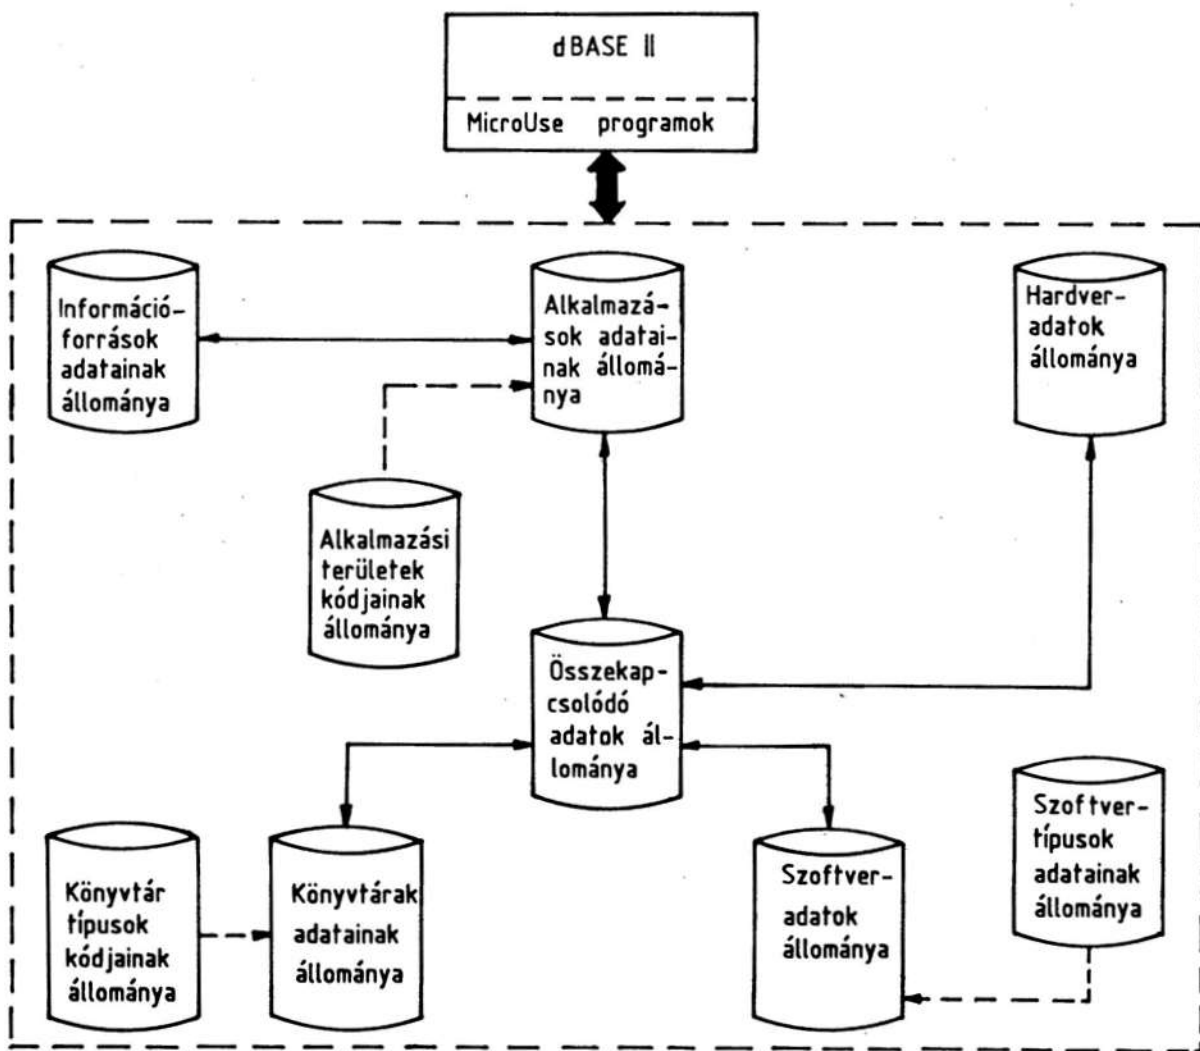 dBASE II
MicroUse programok
Információ-
források
adatainak
állománya
Alkalmazá-
sok adatai-
nak állomá-
nya
Hardver-
adatok
állománya
Alkalmazási
területek
kódjainak
állománya
Összekap-
csolódó
adatok ál-
lománya
Könyvtár
típusok
kódjainak
állománya
Könyvtárak
adatainak
állománya
Szoftver-
adatok
állománya
Szoftver-
típusok
adatainak
állománya